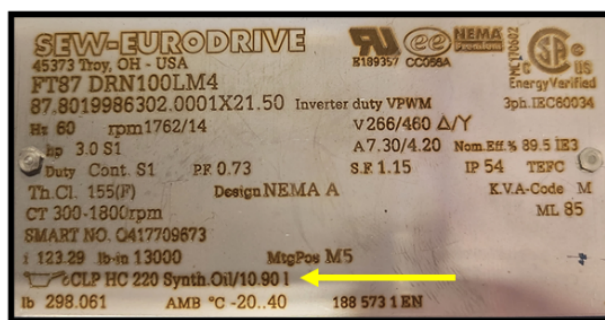 SEW-EURODRIVE
45373 Troy, OH - USA
E189357 CC056A
NEMA Premium
MC170602
C US
EnergyVerified
FT87 DRN100LM4
87.8019986302.0001X21.50 Inverter duty VPWM 3ph.IEC60034
Hz 60 rpm 1762/14 V 266/460 Δ/Y
hp 3.0 S1 A 7.30/4.20 Nom.Eff.% 89.5 IE3
Duty Cont. S1 PF 0.73 S.F. 1.15 IP 54 TEFC
Th.Cl. 155(F) Design NEMA A K.V.A-Code M
CT 300-1800rpm ML 85
SMART NO. 0417709673
i 123.29 lb-in 13000 MtgPos M5
CLP HC 220 Synth.Oil/10.90 l
lb 298.061 AMB °C -20..40 188 573 1 EN